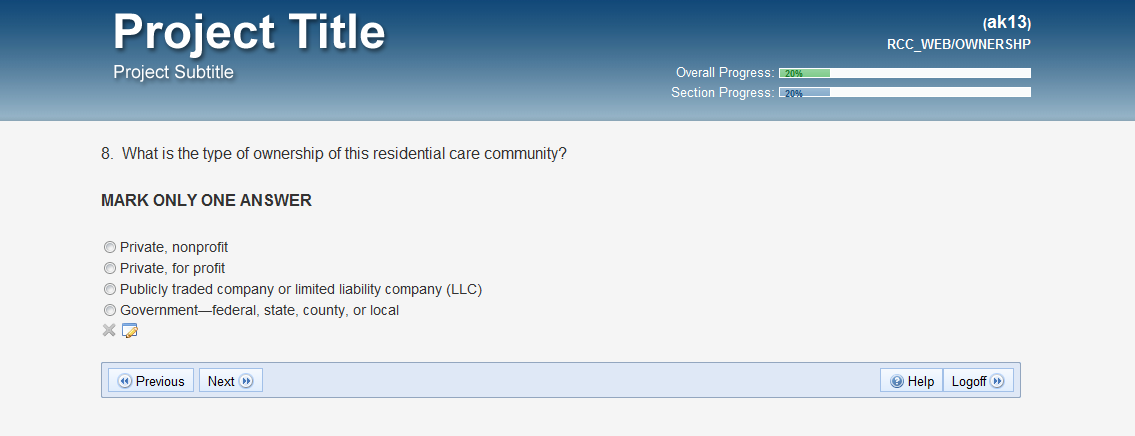 Project Title
Project Subtitle
(ak13)
RCC_WEB/OWNERSHP
Overall Progress: 20%
Section Progress: 20%
8. What is the type of ownership of this residential care community?
MARK ONLY ONE ANSWER
Private, nonprofit
Private, for profit
Publicly traded company or limited liability company (LLC)
Government—federal, state, county, or local
Previous Next Help Logoff